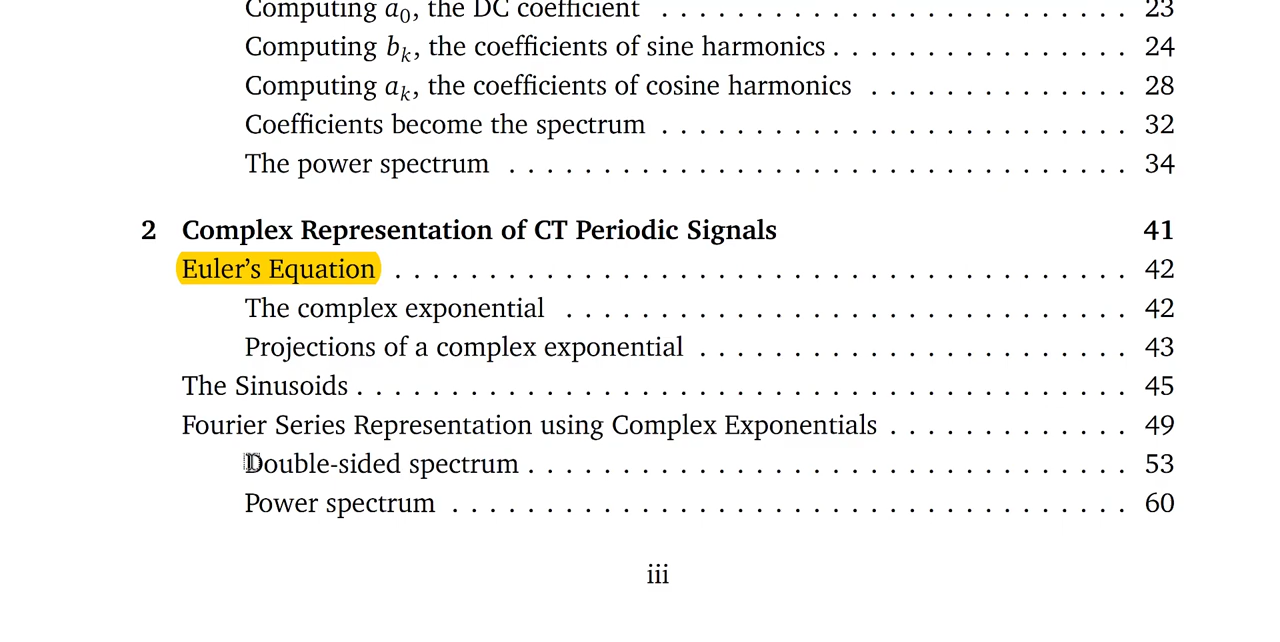 Computing a₀, the DC coefficient . . . . . . . . . . . . . . . . . . . . . . . . . 23
Computing bₖ, the coefficients of sine harmonics . . . . . . . . . . . . . . . . 24
Computing aₖ, the coefficients of cosine harmonics . . . . . . . . . . . . . . 28
Coefficients become the spectrum . . . . . . . . . . . . . . . . . . . . . . . . . 32
The power spectrum . . . . . . . . . . . . . . . . . . . . . . . . . . . . . . . . . 34
2 Complex Representation of CT Periodic Signals 41
Euler’s Equation . . . . . . . . . . . . . . . . . . . . . . . . . . . . . . . . . . . . . . . 42
The complex exponential . . . . . . . . . . . . . . . . . . . . . . . . . . . . . . 42
Projections of a complex exponential . . . . . . . . . . . . . . . . . . . . . . . 43
The Sinusoids . . . . . . . . . . . . . . . . . . . . . . . . . . . . . . . . . . . . . . . . . 45
Fourier Series Representation using Complex Exponentials . . . . . . . . . . . . . 49
Double-sided spectrum . . . . . . . . . . . . . . . . . . . . . . . . . . . . . . . . 53
Power spectrum . . . . . . . . . . . . . . . . . . . . . . . . . . . . . . . . . . . . 60
iii